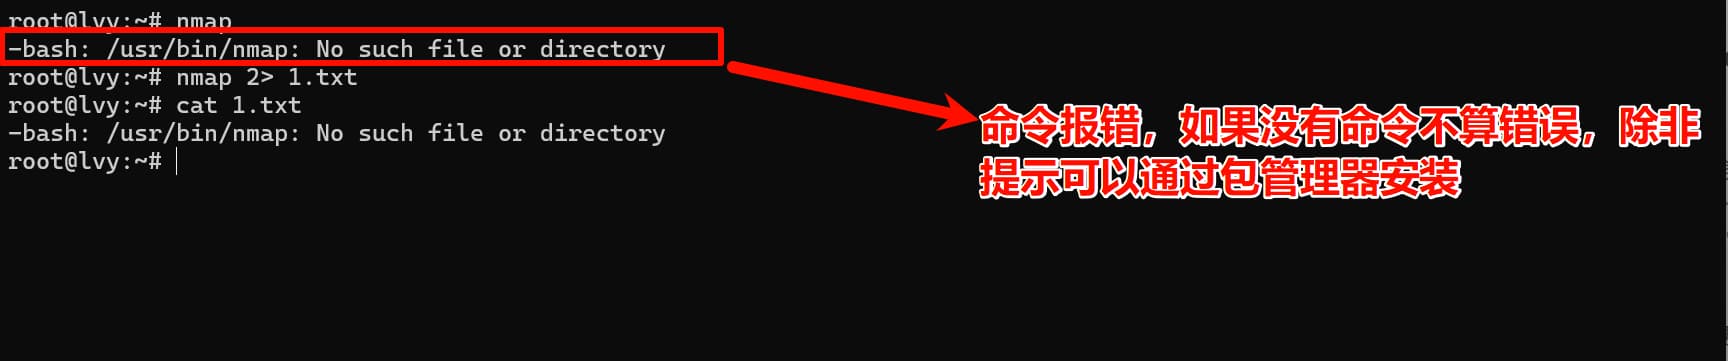 root@lvy:~# nmap
-bash: /usr/bin/nmap: No such file or directory
root@lvy:~# nmap 2> 1.txt
root@lvy:~# cat 1.txt
-bash: /usr/bin/nmap: No such file or directory
root@lvy:~#
命令报错，如果没有命令不算错误，除非
提示可以通过包管理器安装